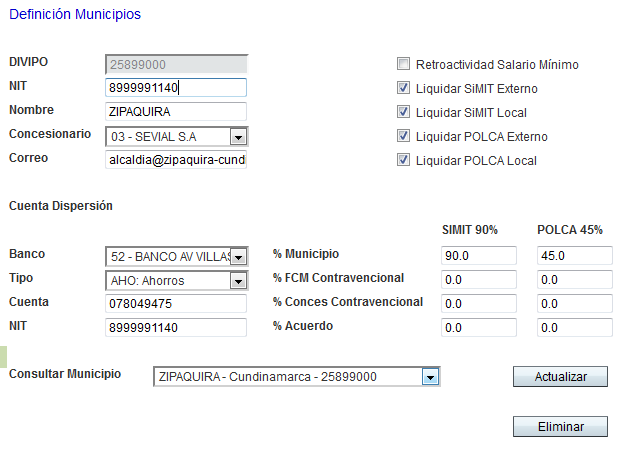 Definición Municipios
DIVIPO 25899000
NIT 8999991140
Nombre ZIPAQUIRA
Concesionario 03 - SEVIAL S.A
Correo alcaldia@zipaquira-cund
Retroactividad Salario Mínimo
Liquidar SiMIT Externo
Liquidar SiMIT Local
Liquidar POLCA Externo
Liquidar POLCA Local
Cuenta Dispersión
SIMIT 90% POLCA 45%
Banco 52 - BANCO AV VILLAS % Municipio 90.0 45.0
Tipo AHO: Ahorros % FCM Contravencional 0.0 0.0
Cuenta 078049475 % Conces Contravencional 0.0 0.0
NIT 8999991140 % Acuerdo 0.0 0.0
Consultar Municipio ZIPAQUIRA - Cundinamarca - 25899000 Actualizar
Eliminar